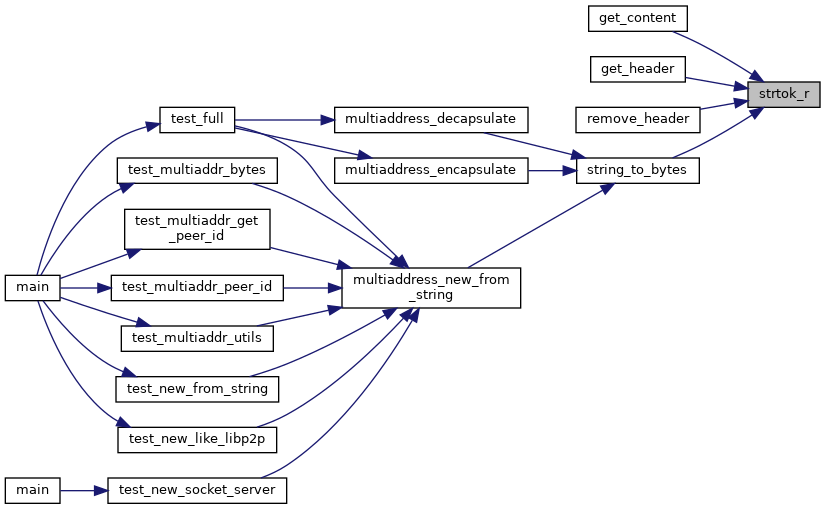 get_content
get_header
strtok_r
remove_header
test_full
multiaddress_decapsulate
multiaddress_encapsulate
string_to_bytes
test_multiaddr_bytes
test_multiaddr_get
_peer_id
main
test_multiaddr_peer_id
multiaddress_new_from
_string
test_multiaddr_utils
test_new_from_string
test_new_like_libp2p
main
test_new_socket_server